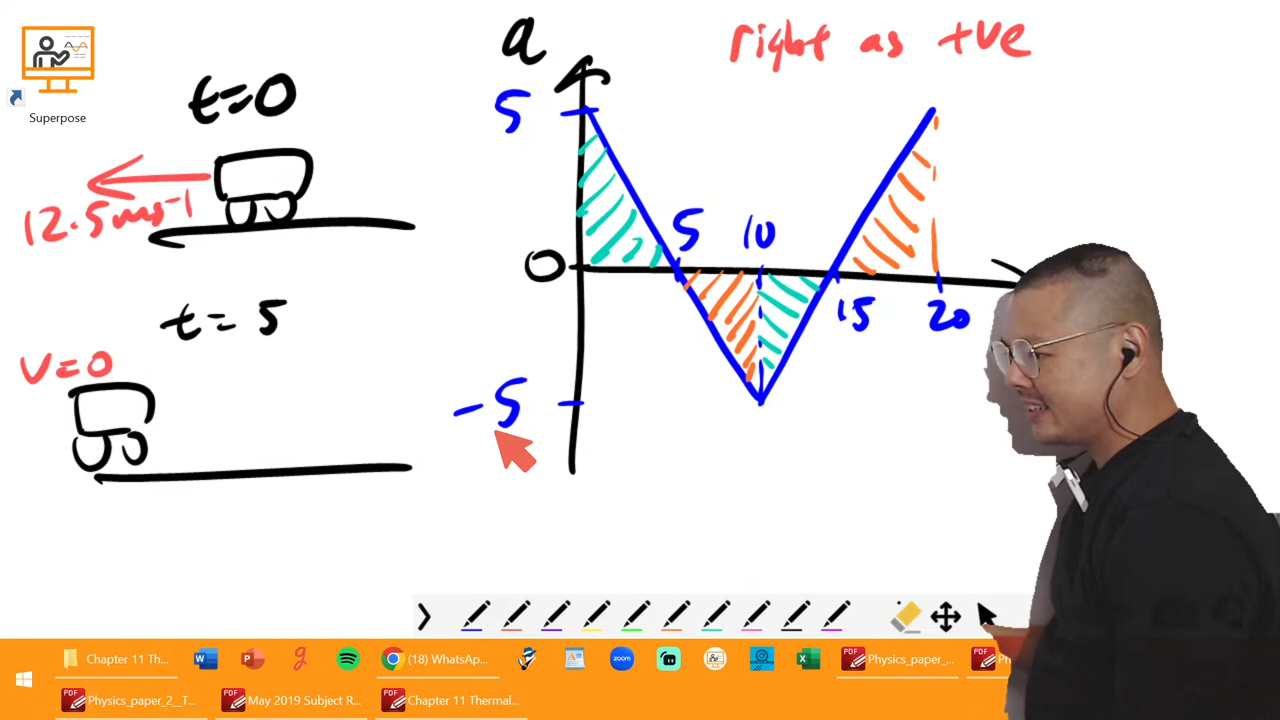 Superpose
t=0
12.5ms-1
t= 5
v=0
right as +ve
a
5
0
-5
5
10
15
20
Chapter 11 Th...
(18) WhatsApp...
Physics_paper_...
Physics_paper_2_T...
May 2019 Subject R...
Chapter 11 Thermal...